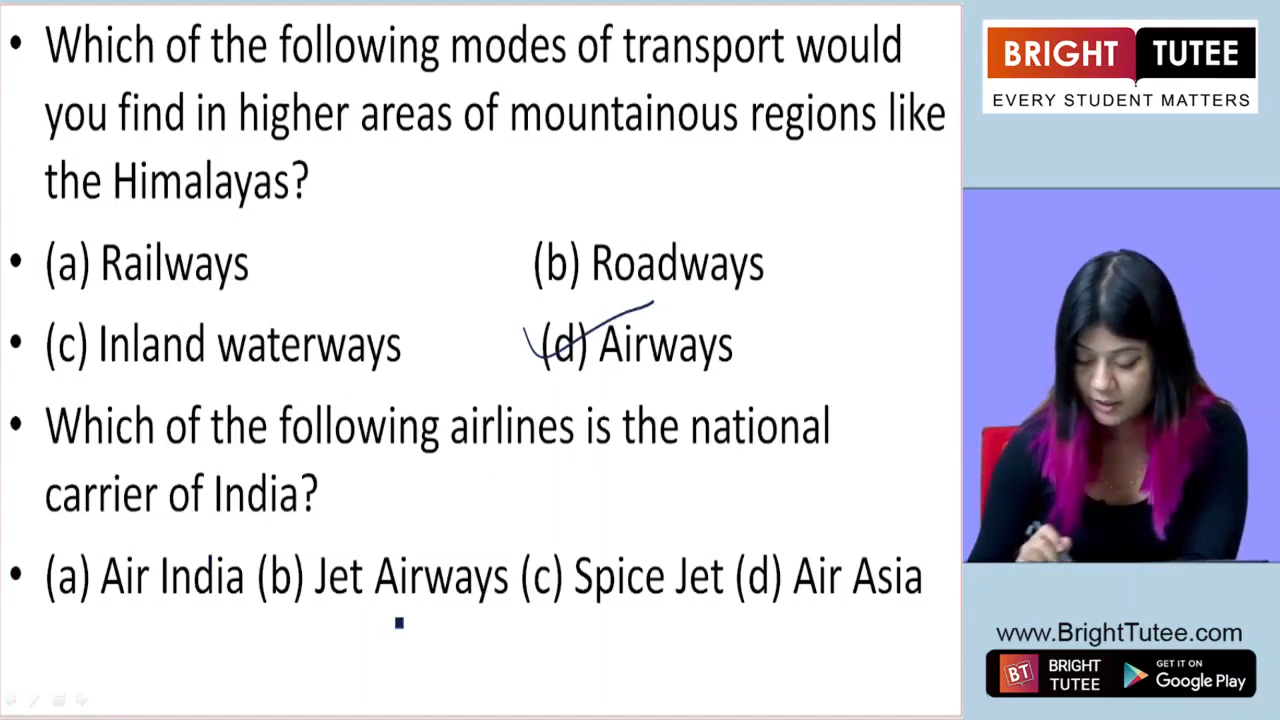 • Which of the following modes of transport would
you find in higher areas of mountainous regions like
the Himalayas?
• (a) Railways (b) Roadways
• (c) Inland waterways (d) Airways
• Which of the following airlines is the national
carrier of India?
• (a) Air India (b) Jet Airways (c) Spice Jet (d) Air Asia
BRIGHT TUTEE
EVERY STUDENT MATTERS
www.BrightTutee.com
BT
BRIGHT
TUTEE
GET IT ON
Google Play